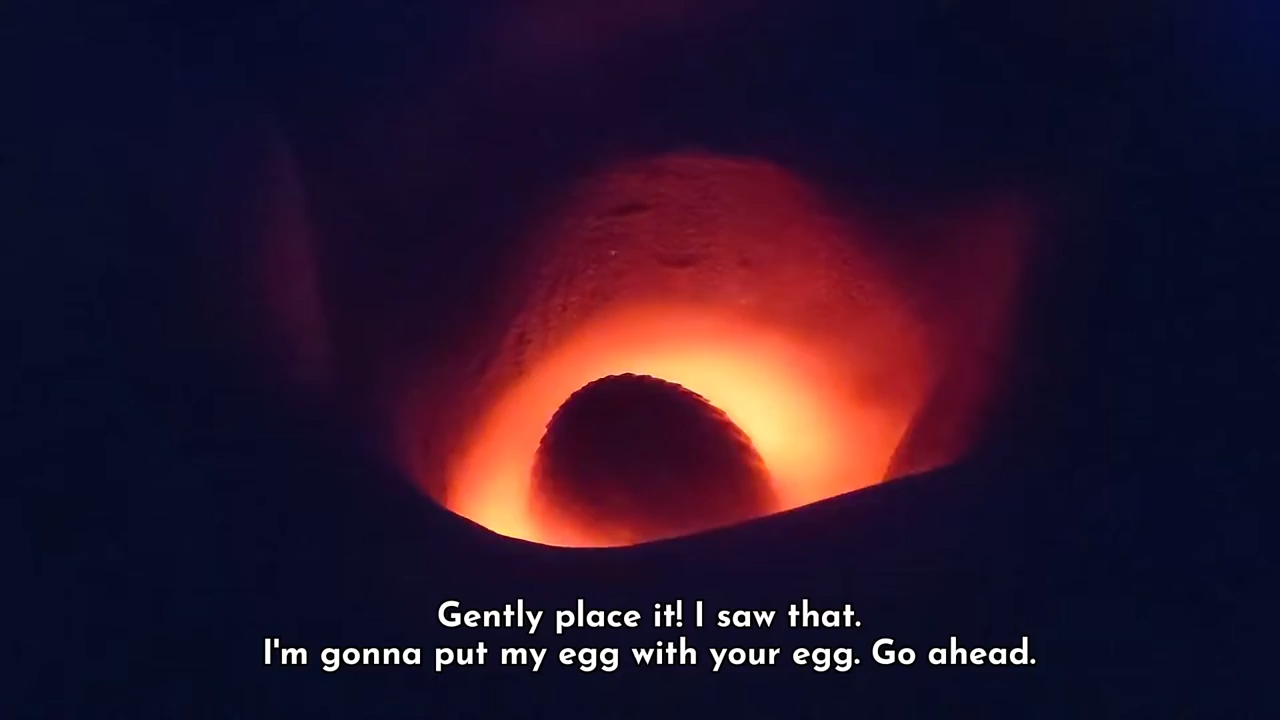 Gently place it! I saw that.
I'm gonna put my egg with your egg. Go ahead.